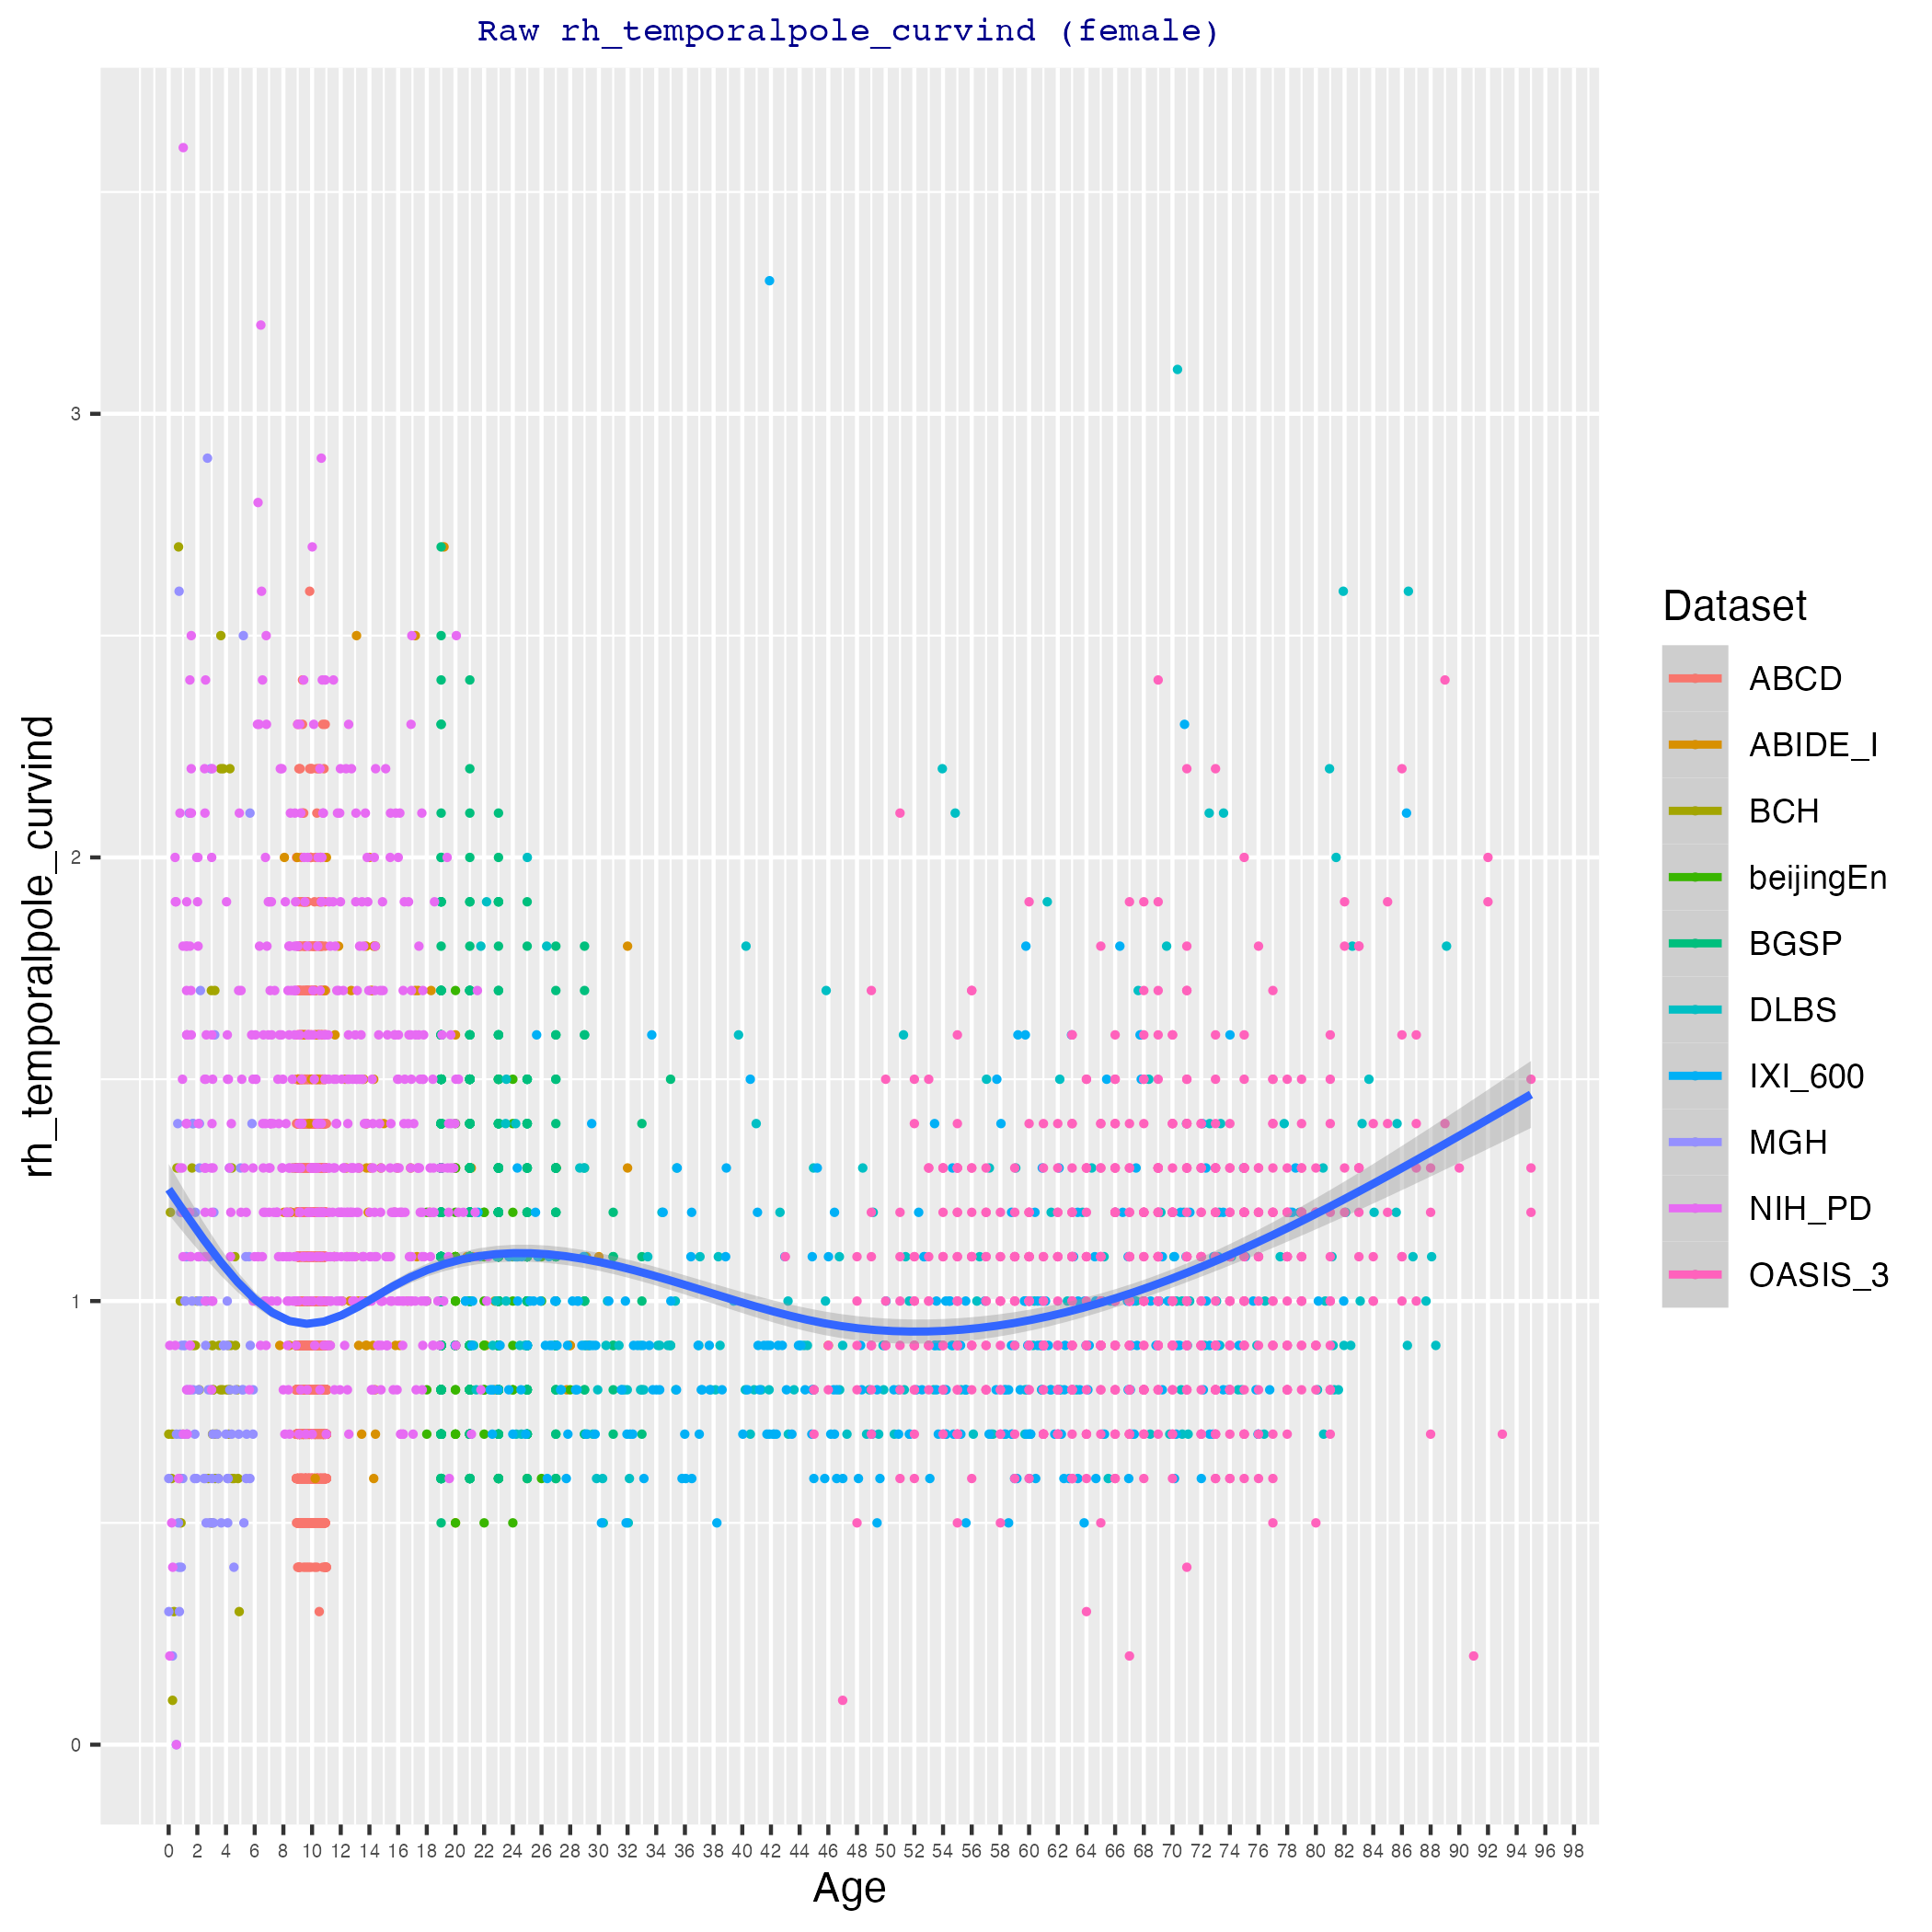 Raw rh_temporalpole_curvind (female)
rh_temporalpole_curvind
3
2
1
0
0 2 4 6 8 10 12 14 16 18 20 22 24 26 28 30 32 34 36 38 40 42 44 46 48 50 52 54 56 58 60 62 64 66 68 70 72 74 76 78 80 82 84 86 88 90 92 94 96 98
Age
Dataset
ABCD
ABIDE_I
BCH
beijingEn
BGSP
DLBS
IXI_600
MGH
NIH_PD
OASIS_3